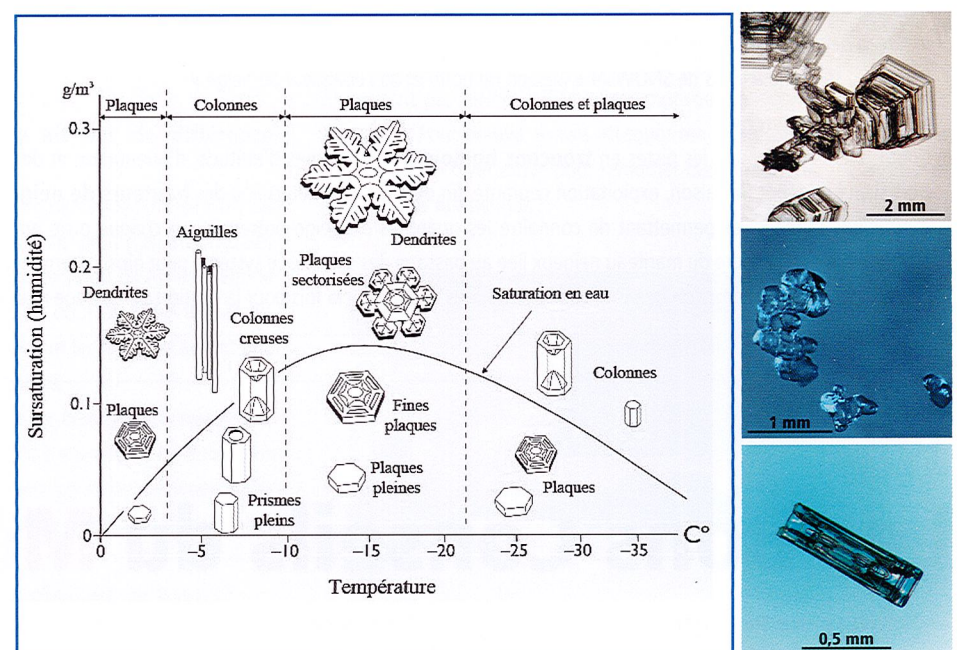 g/m³
Plaques
Colonnes
Plaques
Colonnes et plaques
0.3
Aiguilles
Dendrites
0.2
Plaques
sectorisées
Dendrites
Saturation en eau
Colonnes
creuses
Colonnes
Sursaturation (humidité)
Plaques
0.1
Fines
plaques
Plaques
pleines
Plaques
Prismes
pleins
0
0
−5
−10
−15
−20
−25
−30
−35
C°
Température
2 mm
1 mm
0,5 mm